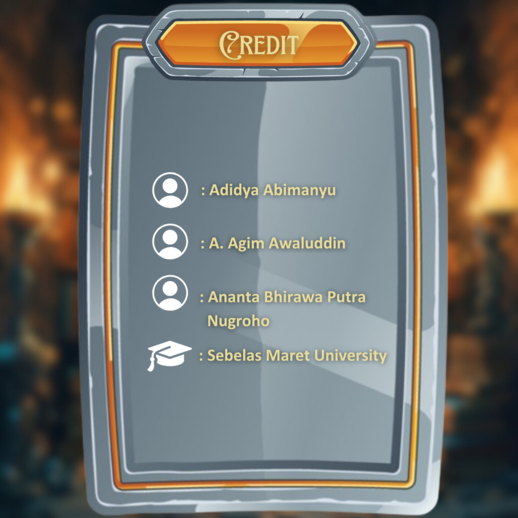 CREDIT
: Adidya Abimanyu
: A. Agim Awaluddin
: Ananta Bhirawa Putra
Nugroho
: Sebelas Maret University